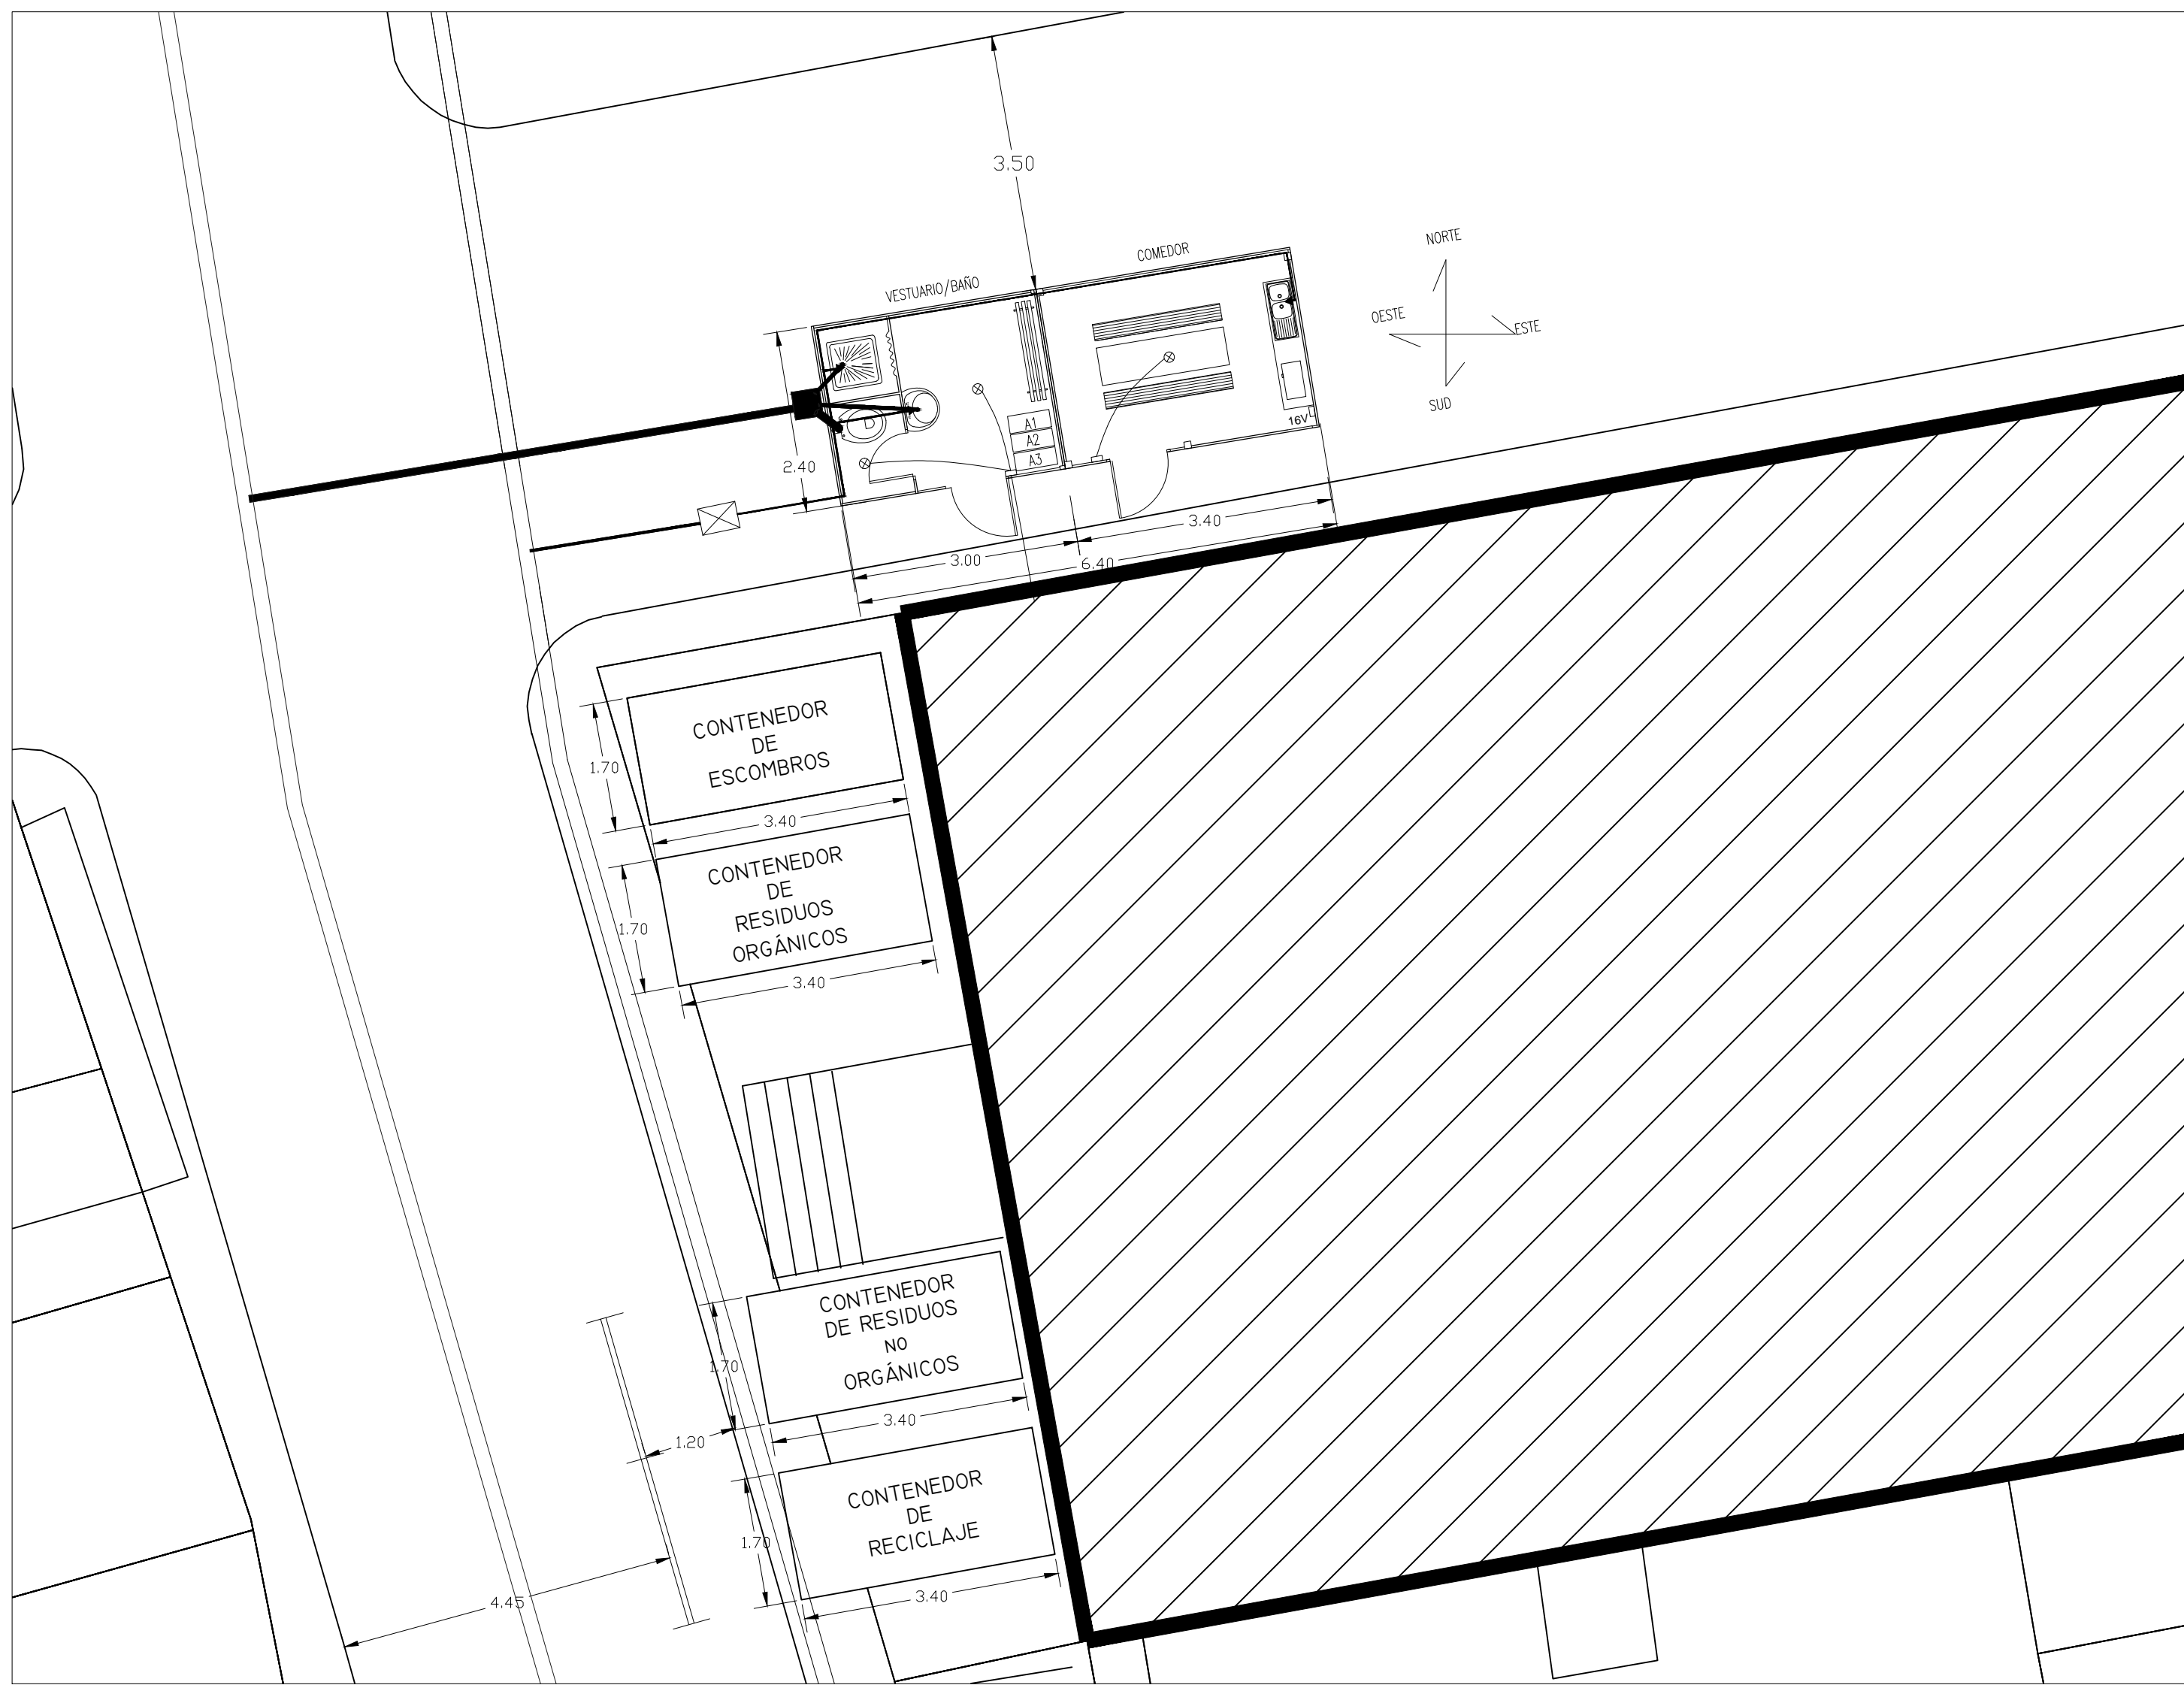 3.50
NORTE
COMEDOR
VESTUARIO/BAÑO
OESTE
ESTE
SUD
A1
A2
A3
16V
2.40
3.40
3.00
6.40
CONTENEDOR
DE
ESCOMBROS
1.70
3.40
CONTENEDOR
DE
RESIDUOS
ORGÁNICOS
1.70
3.40
CONTENEDOR
DE RESIDUOS
NO
ORGÁNICOS
1.70
3.40
1.20
CONTENEDOR
DE
RECICLAJE
1.70
3.40
4.45